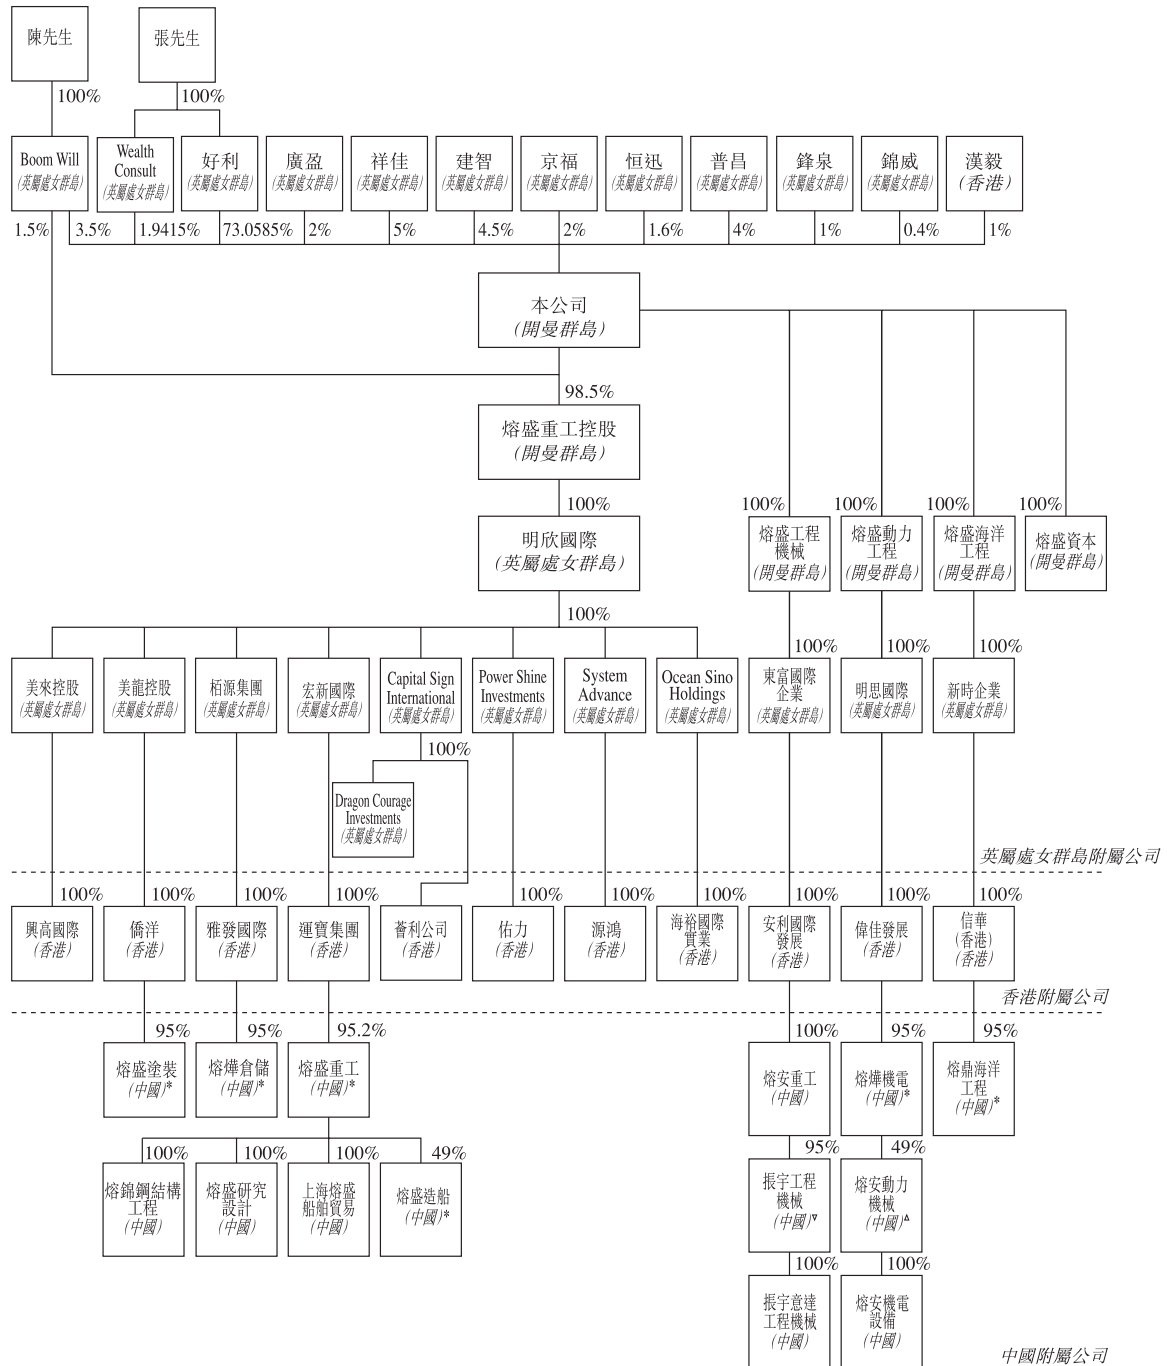 陳先生
張先生
100%
100%
Boom Will
(英屬處女群島)
Wealth
Consult
(英屬處女群島)
好利
(英屬處女群島)
廣盈
(英屬處女群島)
祥佳
(英屬處女群島)
建智
(英屬處女群島)
京福
(英屬處女群島)
恒迅
(英屬處女群島)
普昌
(英屬處女群島)
鋒泉
(英屬處女群島)
錦威
(英屬處女群島)
漢毅
(香港)
1.5%
3.5%
1.9415%
73.0585%
2%
5%
4.5%
2%
1.6%
4%
1%
0.4%
1%
本公司
(開曼群島)
98.5%
熔盛重工控股
(開曼群島)
100%
明欣國際
(英屬處女群島)
100%
100%
100%
100%
100%
熔盛工程
機械
(開曼群島)
熔盛動力
工程
(開曼群島)
熔盛海洋
工程
(開曼群島)
熔盛資本
(開曼群島)
100%
100%
100%
美來控股
(英屬處女群島)
美龍控股
(英屬處女群島)
栢源集團
(英屬處女群島)
宏新國際
(英屬處女群島)
Capital Sign
International
(英屬處女群島)
Power Shine
Investments
(英屬處女群島)
System
Advance
(英屬處女群島)
Ocean Sino
Holdings
(英屬處女群島)
東富國際
企業
(英屬處女群島)
明思國際
(英屬處女群島)
新時企業
(英屬處女群島)
100%
Dragon Courage
Investments
(英屬處女群島)
英屬處女群島附屬公司
100%
100%
100%
100%
100%
100%
100%
100%
100%
100%
興高國際
(香港)
僑洋
(香港)
雅發國際
(香港)
運寶集團
(香港)
薈利公司
(香港)
佑力
(香港)
源鴻
(香港)
海裕國際
實業
(香港)
安利國際
發展
(香港)
偉佳發展
(香港)
信華
(香港)
(香港)
香港附屬公司
95%
95%
95.2%
100%
95%
95%
熔盛塗裝
(中國)*
熔燁倉儲
(中國)*
熔盛重工
(中國)*
熔安重工
(中國)
熔燁機電
(中國)*
熔鼎海洋
工程
(中國)*
100%
100%
100%
49%
95%
49%
熔錦鋼結構
工程
(中國)
熔盛研究
設計
(中國)
上海熔盛
船舶貿易
(中國)
熔盛造船
(中國)*
振宇工程
機械
(中國)▽
熔安動力
機械
(中國)△
100%
100%
振宇意達
工程機械
(中國)
熔安機電
設備
(中國)
中國附屬公司